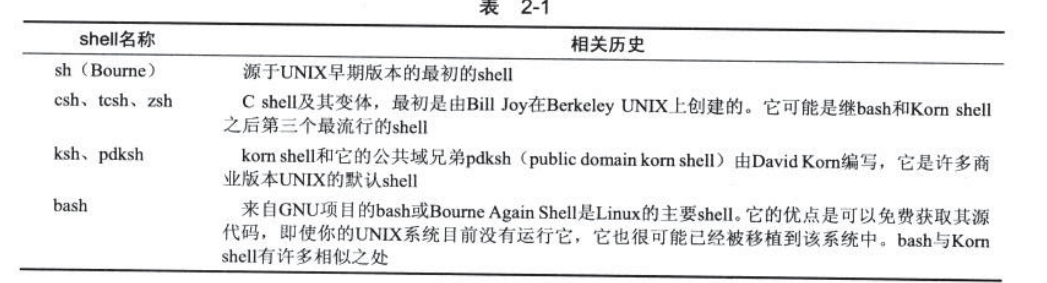 表 2-1
shell名称 相关历史
sh（Bourne） 源于UNIX早期版本的最初的shell
csh、tcsh、zsh C shell及其变体，最初是由Bill Joy在Berkeley UNIX上创建的。它可能是继bash和Korn shell
之后第三个最流行的shell
ksh、pdksh korn shell和它的公共域兄弟pdksh（public domain korn shell）由David Korn编写，它是许多商
业版本UNIX的默认shell
bash 来自GNU项目的bash或Bourne Again Shell是Linux的主要shell。它的优点是可以免费获取其源
代码，即使你的UNIX系统目前没有运行它，它也很可能已经被移植到该系统中。bash与Korn
shell有许多相似之处